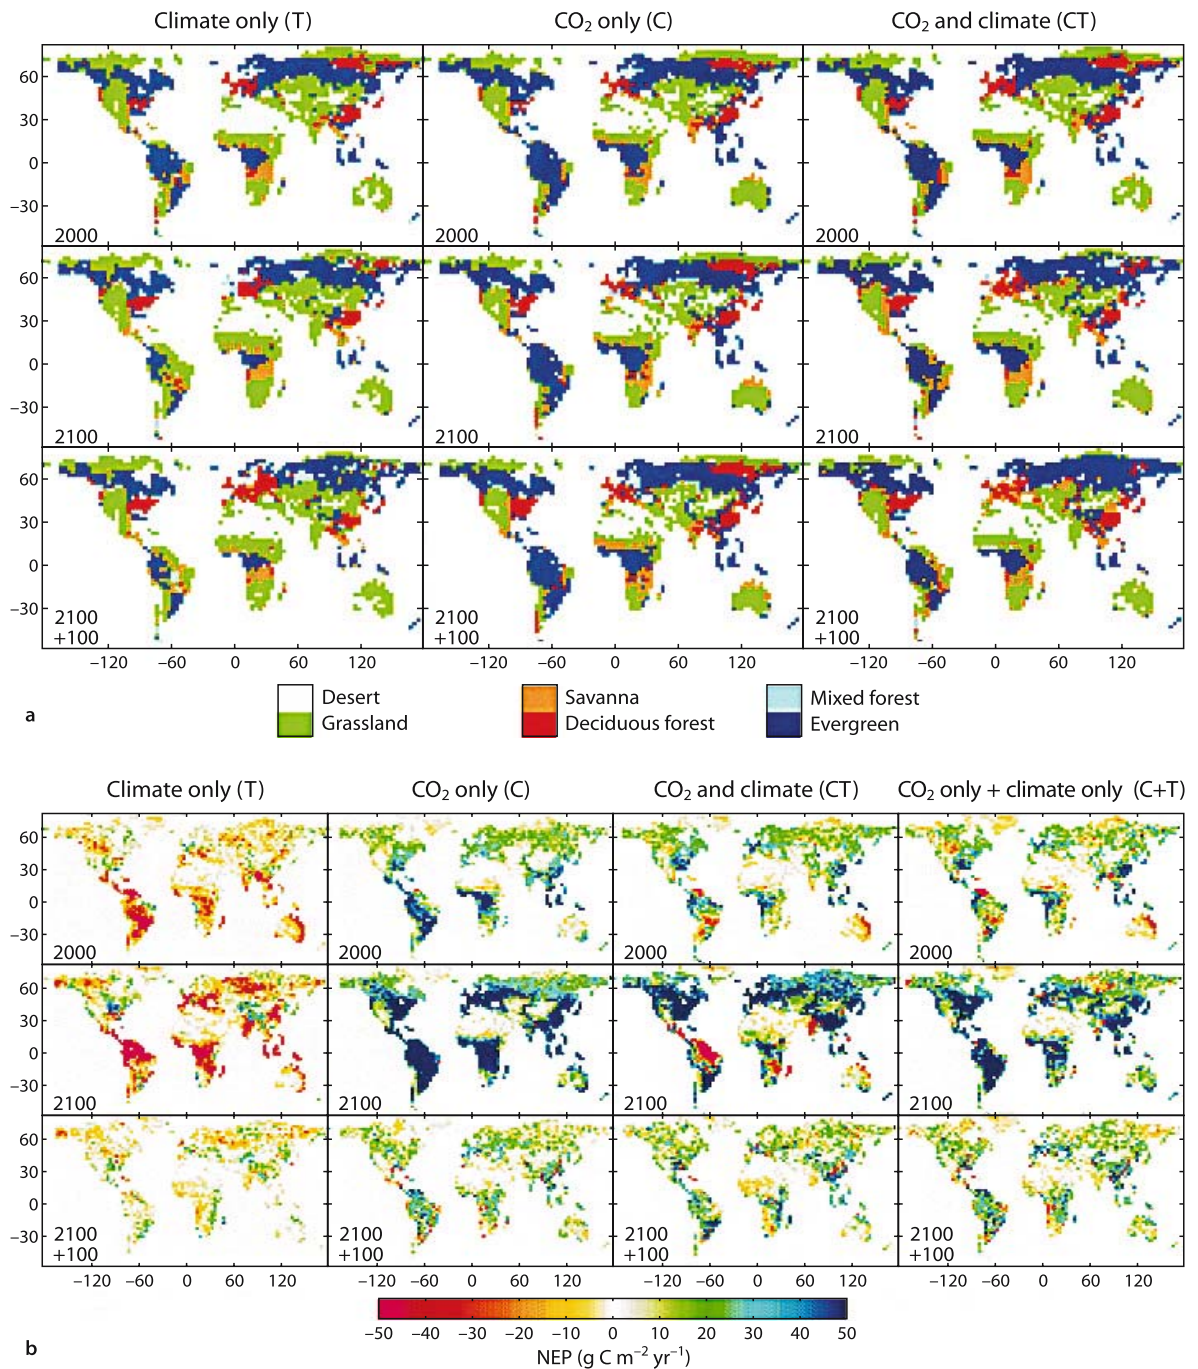 Climate only (T) CO₂ only (C) CO₂ and climate (CT)
60
30
0
−30
2000 2000 2000
60
30
0
−30
2100 2100 2100
60
30
0
−30
2100 2100 2100
+100 +100 +100
−120 −60 0 60 120 −120 −60 0 60 120 −120 −60 0 60 120
Desert Savanna Mixed forest
a Grassland Deciduous forest Evergreen
Climate only (T) CO₂ only (C) CO₂ and climate (CT) CO₂ only + climate only (C+T)
60
30
0
−30
2000 2000 2000 2000
60
30
0
−30
2100 2100 2100 2100
60
30
0
−30
2100 2100 2100 2100
+100 +100 +100 +100
−120 −60 0 60 120 −120 −60 0 60 120 −120 −60 0 60 120 −120 −60 0 60 120
−50 −40 −30 −20 −10 0 10 20 30 40 50
b NEP (g C m⁻² yr⁻¹)